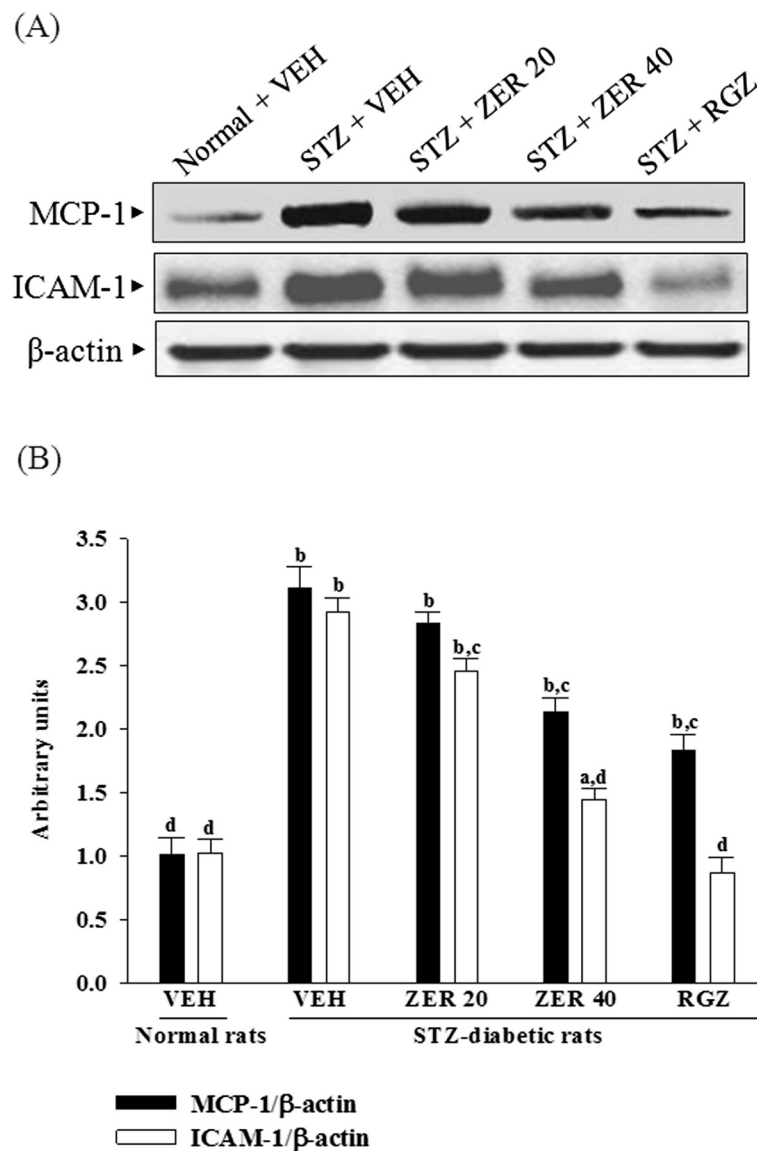 (A)
Normal + VEH
STZ + VEH
STZ + ZER 20
STZ + ZER 40
STZ + RGZ
MCP-1
ICAM-1
β-actin
(B)
Arbitrary units
3.5
3.0
2.5
2.0
1.5
1.0
0.5
0.0
d d
b b
b b,c
b,c a,d
b,c d
VEH VEH ZER 20 ZER 40 RGZ
Normal rats STZ-diabetic rats
MCP-1/β-actin
ICAM-1/β-actin